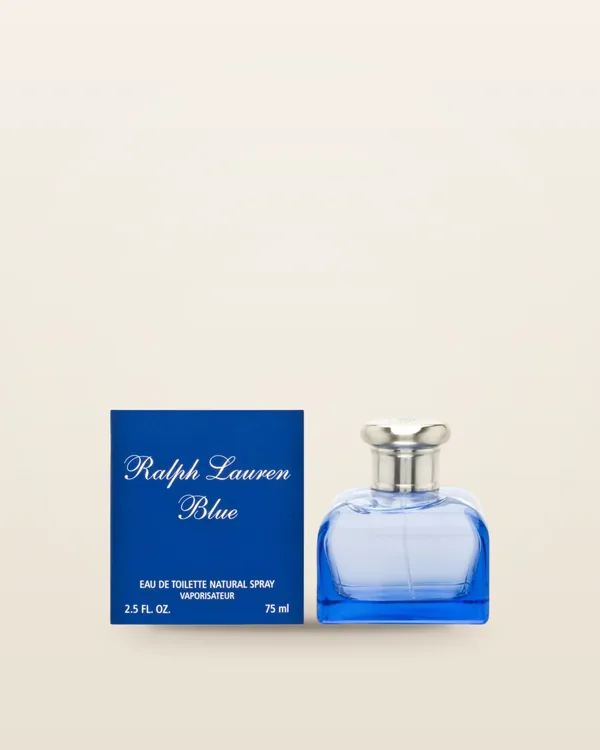 Ralph Lauren
Blue
EAU DE TOILETTE NATURAL SPRAY
VAPORISATEUR
2.5 FL. OZ. 75 ml